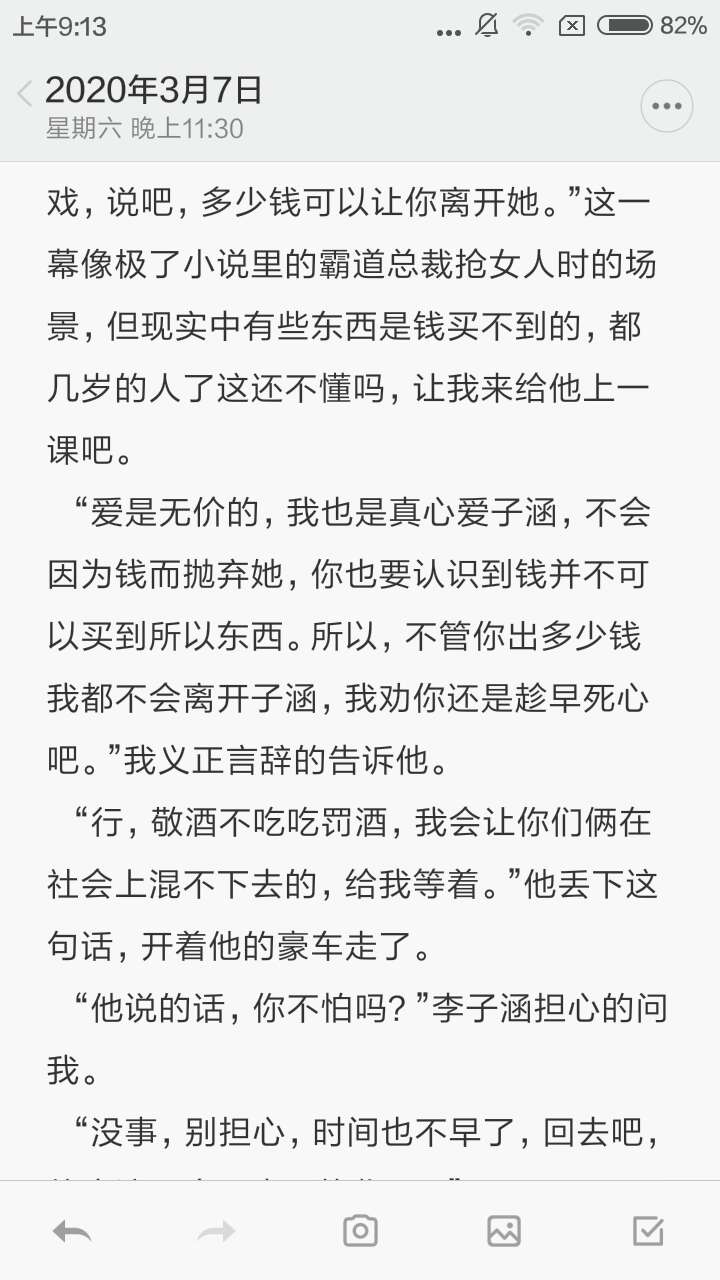 上午9:13
82%
2020年3月7日
星期六 晚上11:30
戏，说吧，多少钱可以让你离开她。”这一
幕像极了小说里的霸道总裁抢女人时的场
景，但现实中有些东西是钱买不到的，都
几岁的人了这还不懂吗，让我来给他上一
课吧。
“爱是无价的，我也是真心爱子涵，不会
因为钱而抛弃她，你也要认识到钱并不可
以买到所以东西。所以，不管你出多少钱
我都不会离开子涵，我劝你还是趁早死心
吧。”我义正言辞的告诉他。
“行，敬酒不吃吃罚酒，我会让你们俩在
社会上混不下去的，给我等着。”他丢下这
句话，开着他的豪车走了。
“他说的话，你不怕吗？”李子涵担心的问
我。
“没事，别担心，时间也不早了，回去吧，